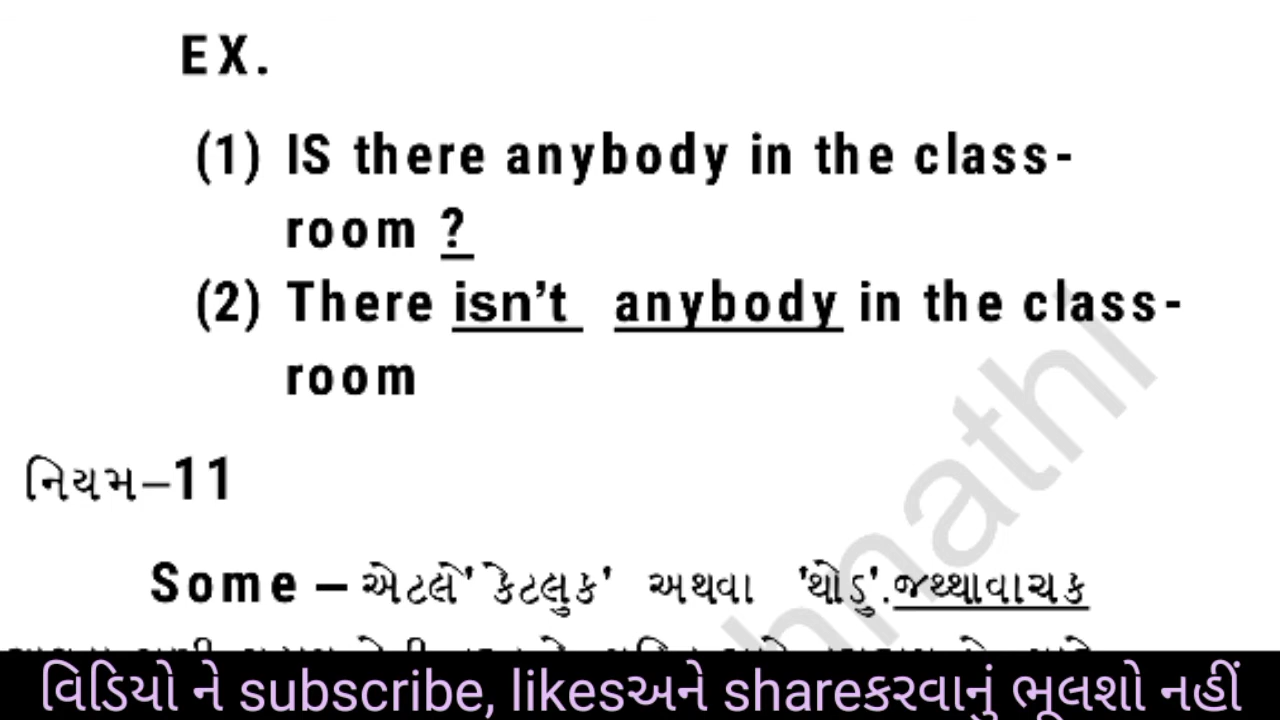 EX.
(1) IS there anybody in the class-
room ?
(2) There isn't anybody in the class-
room
નિયમ–11
Some – એટલે' કેટલુક' અથવા 'થોડુ'.જથ્થાવાચક
વિડિયો ને subscribe, likesઅને shareકરવાનું ભૂલશો નહીં